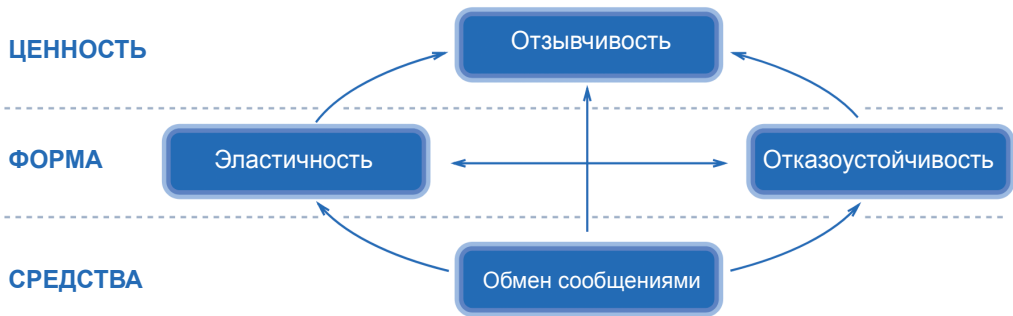 ЦЕННОСТЬ
Отзывчивость
ФОРМА
Эластичность
Отказоустойчивость
СРЕДСТВА
Обмен сообщениями